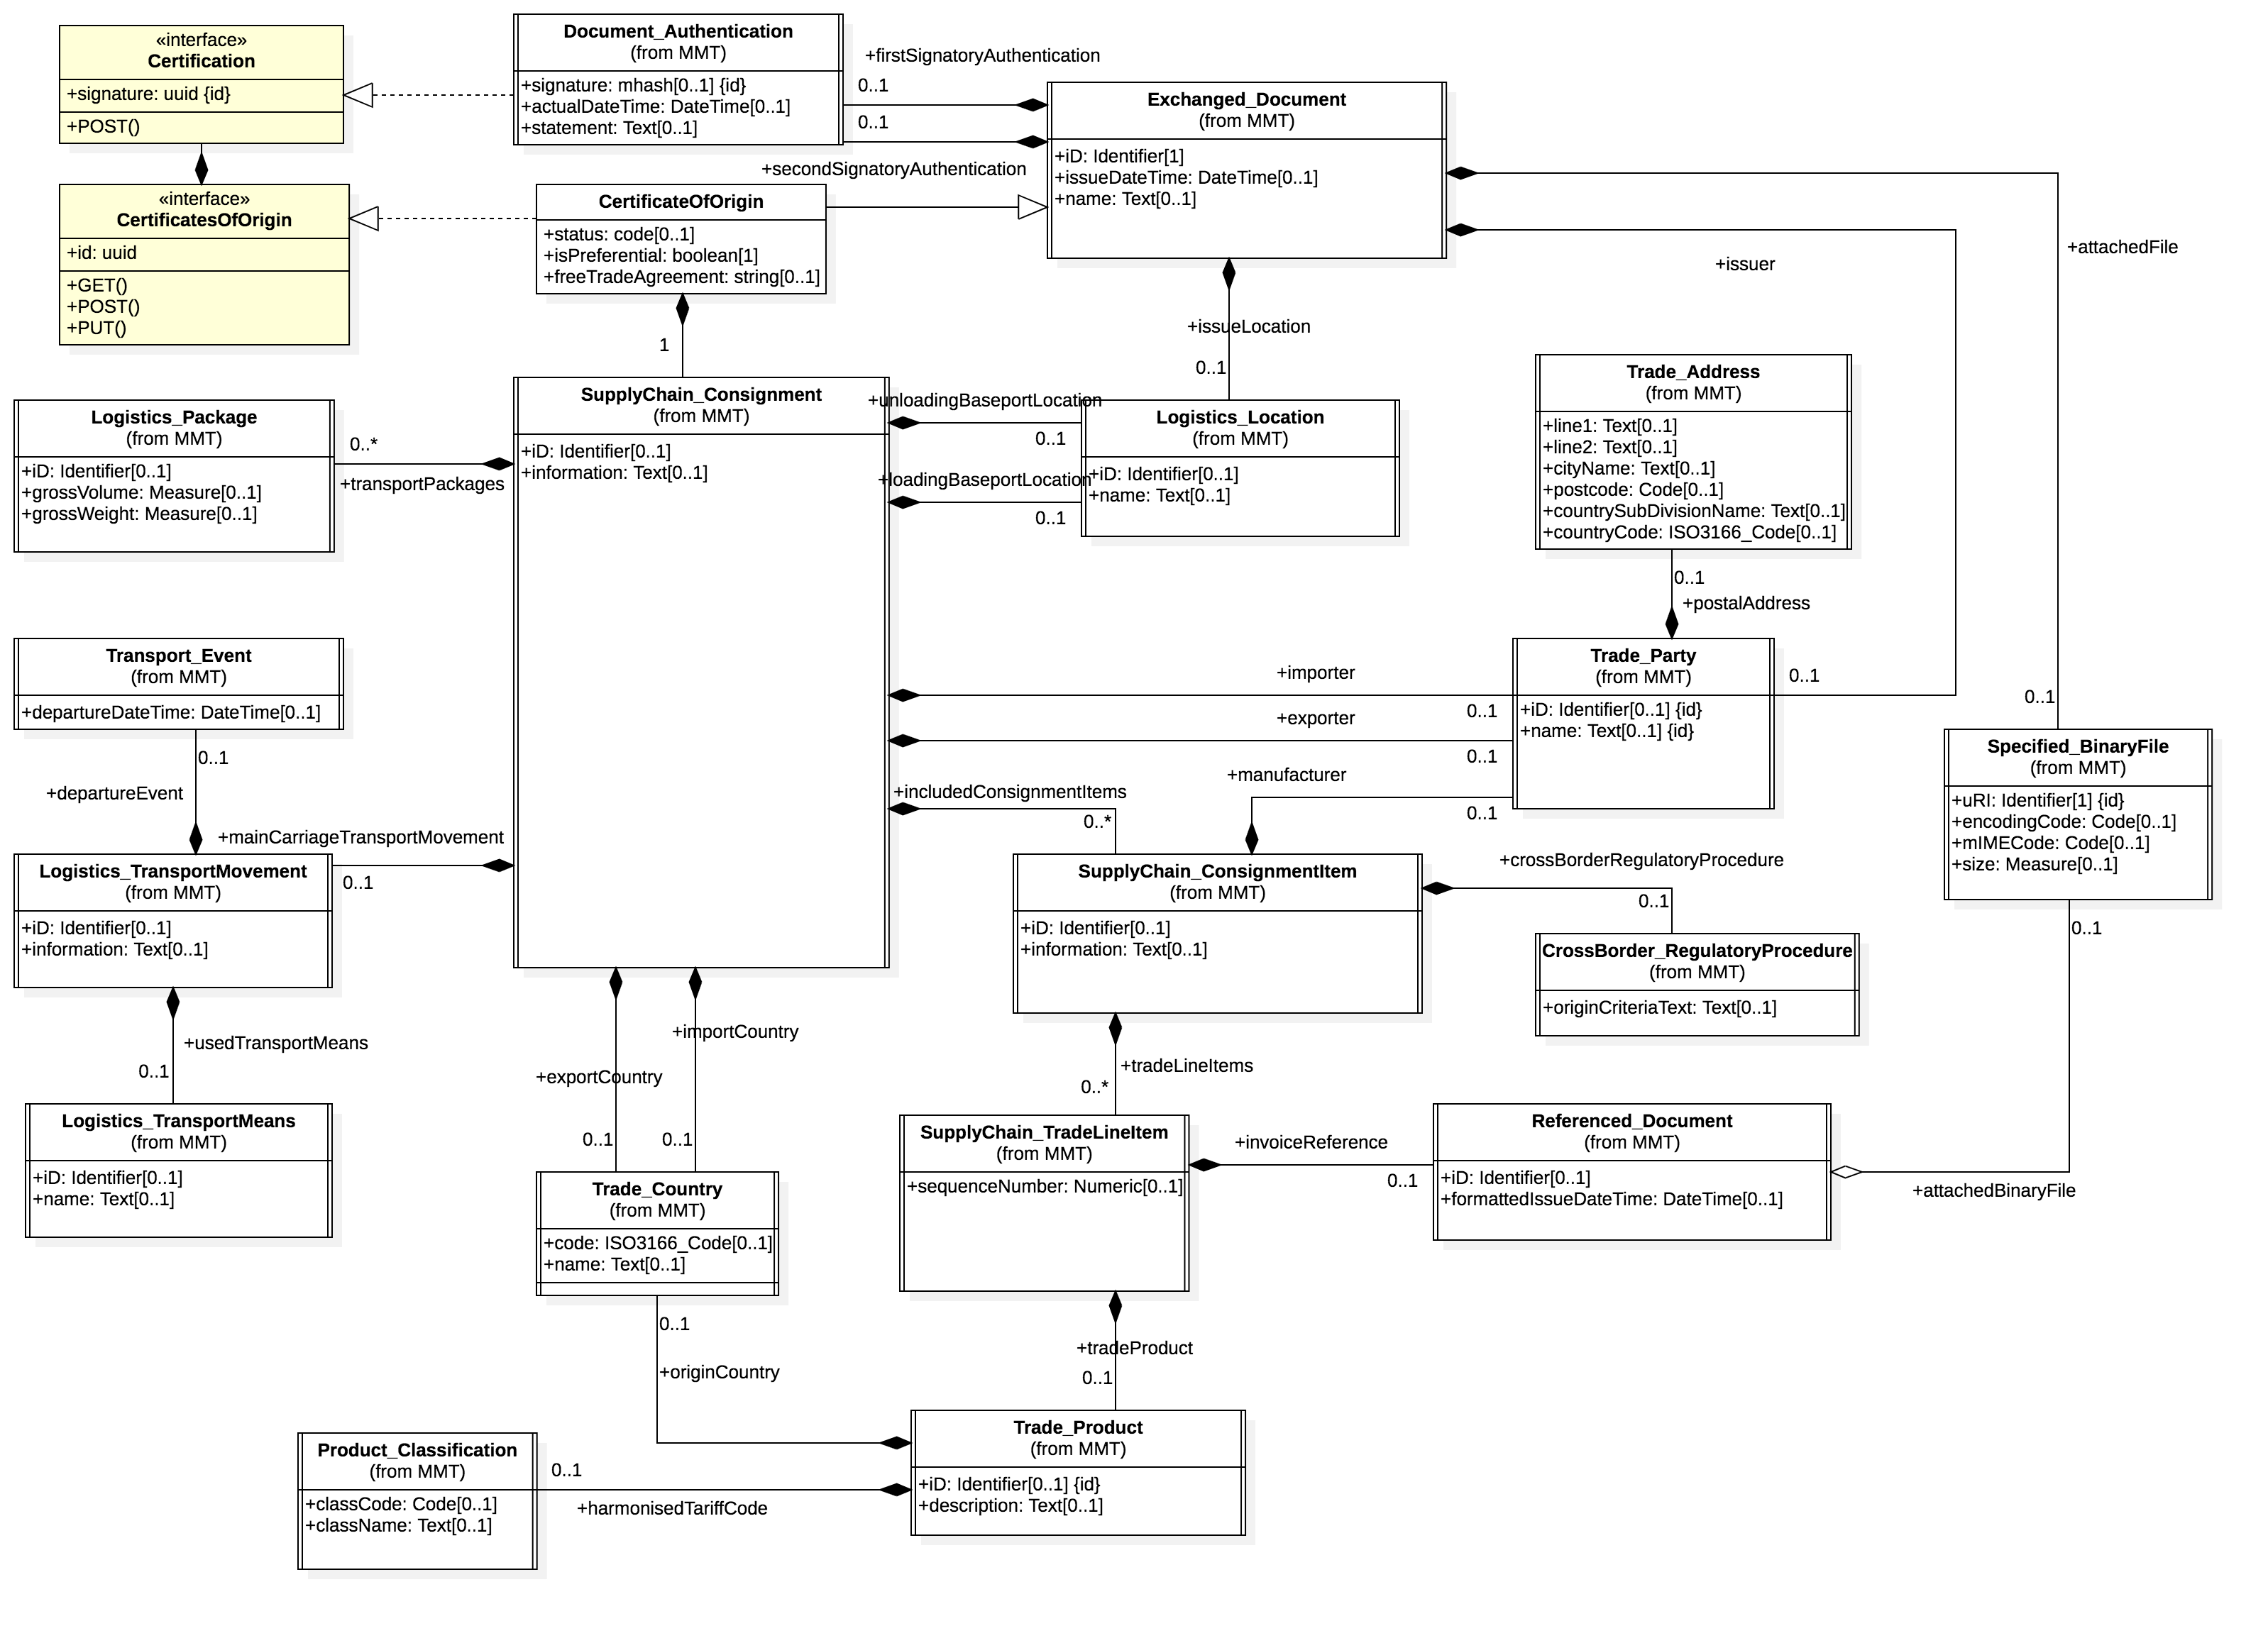 «interface»
Certification
+signature: uuid {id}
+POST()
Document_Authentication
(from MMT)
+signature: mhash[0..1] {id}
+actualDateTime: DateTime[0..1]
+statement: Text[0..1]
+firstSignatoryAuthentication
0..1
0..1
+secondSignatoryAuthentication
Exchanged_Document
(from MMT)
+iD: Identifier[1]
+issueDateTime: DateTime[0..1]
+name: Text[0..1]
«interface»
CertificatesOfOrigin
+id: uuid
+GET()
+POST()
+PUT()
CertificateOfOrigin
+status: code[0..1]
+isPreferential: boolean[1]
+freeTradeAgreement: string[0..1]
1
+issueLocation
0..1
+issuer
+attachedFile
Logistics_Package
(from MMT)
+iD: Identifier[0..1]
+grossVolume: Measure[0..1]
+grossWeight: Measure[0..1]
0..*
+transportPackages
SupplyChain_Consignment
(from MMT)
+iD: Identifier[0..1]
+information: Text[0..1]
+unloadingBaseportLocation
0..1
+loadingBaseportLocation
0..1
Logistics_Location
(from MMT)
+iD: Identifier[0..1]
+name: Text[0..1]
Trade_Address
(from MMT)
+line1: Text[0..1]
+line2: Text[0..1]
+cityName: Text[0..1]
+postcode: Code[0..1]
+countrySubDivisionName: Text[0..1]
+countryCode: ISO3166_Code[0..1]
0..1
+postalAddress
Transport_Event
(from MMT)
+departureDateTime: DateTime[0..1]
0..1
+departureEvent
+importer
0..1
+exporter
0..1
+manufacturer
0..1
Trade_Party
(from MMT)
+iD: Identifier[0..1] {id}
+name: Text[0..1] {id}
0..1
0..1
Specified_BinaryFile
(from MMT)
+uRI: Identifier[1] {id}
+encodingCode: Code[0..1]
+mIMECode: Code[0..1]
+size: Measure[0..1]
0..1
+mainCarriageTransportMovement
0..1
Logistics_TransportMovement
(from MMT)
+iD: Identifier[0..1]
+information: Text[0..1]
+includedConsignmentItems
0..*
SupplyChain_ConsignmentItem
(from MMT)
+iD: Identifier[0..1]
+information: Text[0..1]
+crossBorderRegulatoryProcedure
0..1
CrossBorder_RegulatoryProcedure
(from MMT)
+originCriteriaText: Text[0..1]
+usedTransportMeans
0..1
Logistics_TransportMeans
(from MMT)
+iD: Identifier[0..1]
+name: Text[0..1]
+importCountry
+exportCountry
0..1
0..1
Trade_Country
(from MMT)
+code: ISO3166_Code[0..1]
+name: Text[0..1]
0..1
+originCountry
+tradeLineItems
0..*
SupplyChain_TradeLineItem
(from MMT)
+sequenceNumber: Numeric[0..1]
+invoiceReference
0..1
Referenced_Document
(from MMT)
+iD: Identifier[0..1]
+formattedIssueDateTime: DateTime[0..1]
+attachedBinaryFile
+tradeProduct
0..1
Product_Classification
(from MMT)
+classCode: Code[0..1]
+className: Text[0..1]
0..1
+harmonisedTariffCode
Trade_Product
(from MMT)
+iD: Identifier[0..1] {id}
+description: Text[0..1]